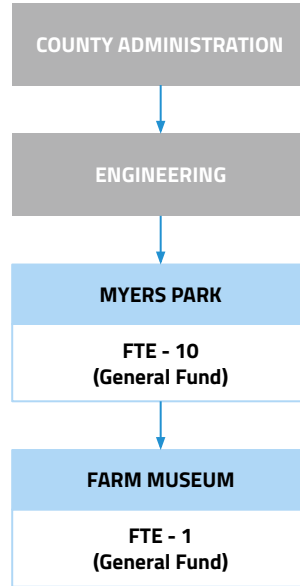 COUNTY ADMINISTRATION
ENGINEERING
MYERS PARK
FTE - 10
(General Fund)
FARM MUSEUM
FTE - 1
(General Fund)